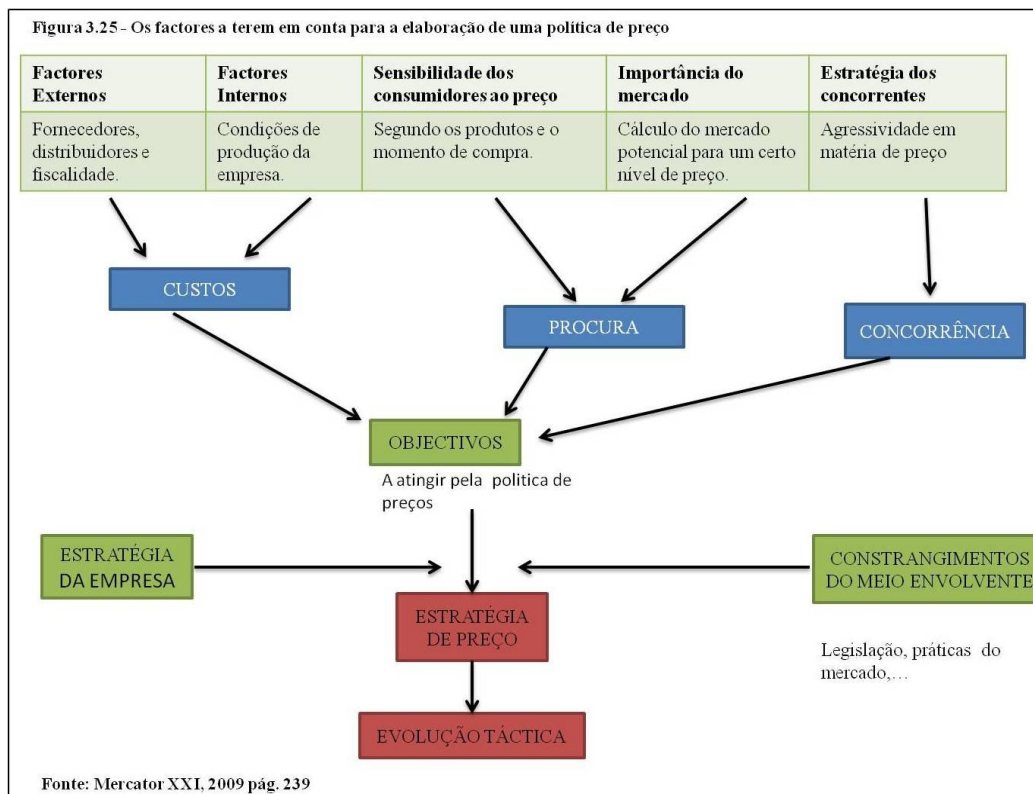 Figura 3.25 - Os factores a terem em conta para a elaboração de uma politica de preço
Factores
Externos
Fornecedores,
distribuidores e
fiscalidade.
Factores
Internos
Condições de
produção da
empresa.
Sensibilidade dos
consumidores ao preço
Segundo os produtos e o
momento de compra.
Importância do
mercado
Cálculo do mercado
potencial para um certo
nível de preço.
Estratégia dos
concorrentes
Agressividade em
matéria de preço
CUSTOS
PROCURA
CONCORRÊNCIA
OBJECTIVOS
A atingir pela politica de
preços
ESTRATÉGIA
DA EMPRESA
CONSTRANGIMENTOS
DO MEIO ENVOLVENTE
ESTRATÉGIA
DE PREÇO
Legislação, práticas do
mercado,...
EVOLUÇÃO TÁCTICA
Fonte: Mercator XXI, 2009 pág. 239